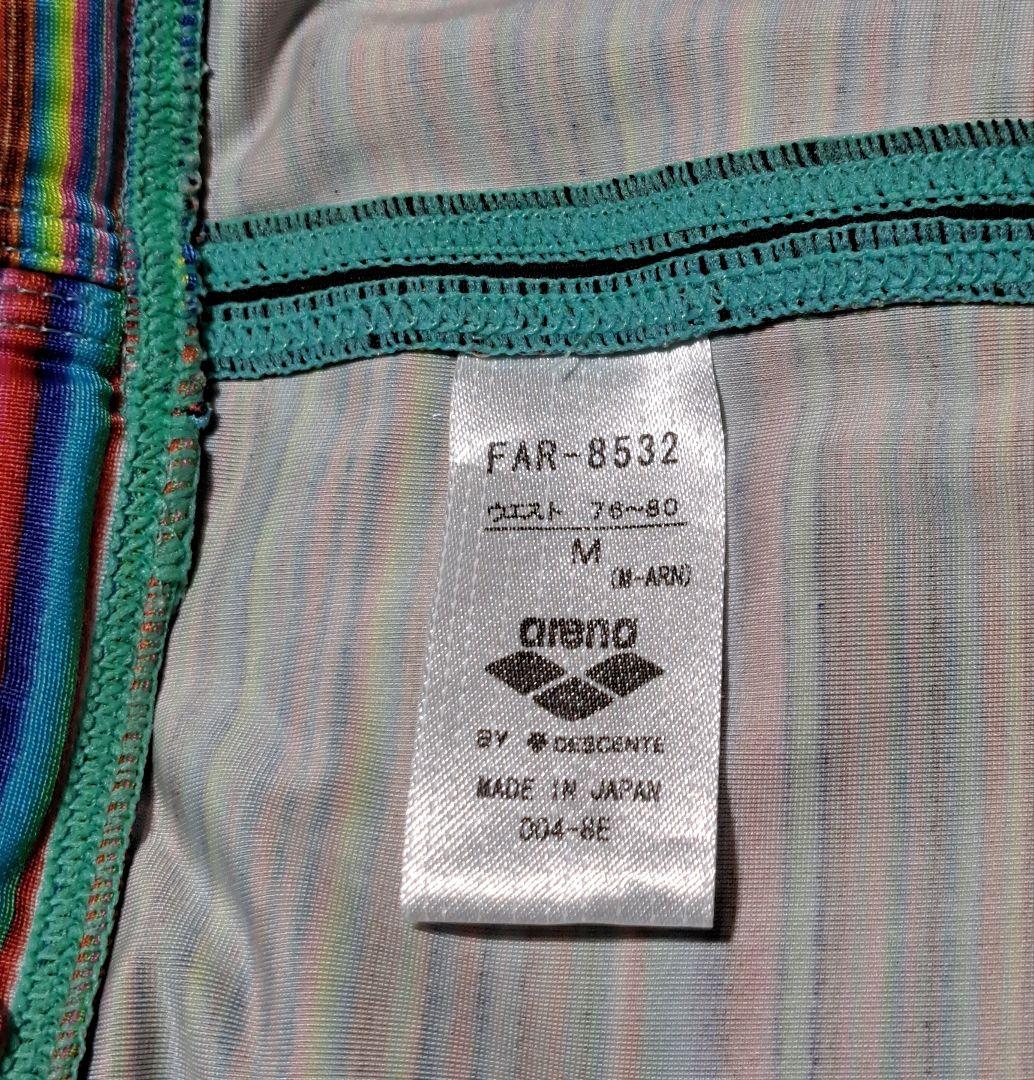 FAR-8532
ウエスト 76~80
M
(M-ARN)
arena
BY DESCENTE
MADE IN JAPAN
004-8E